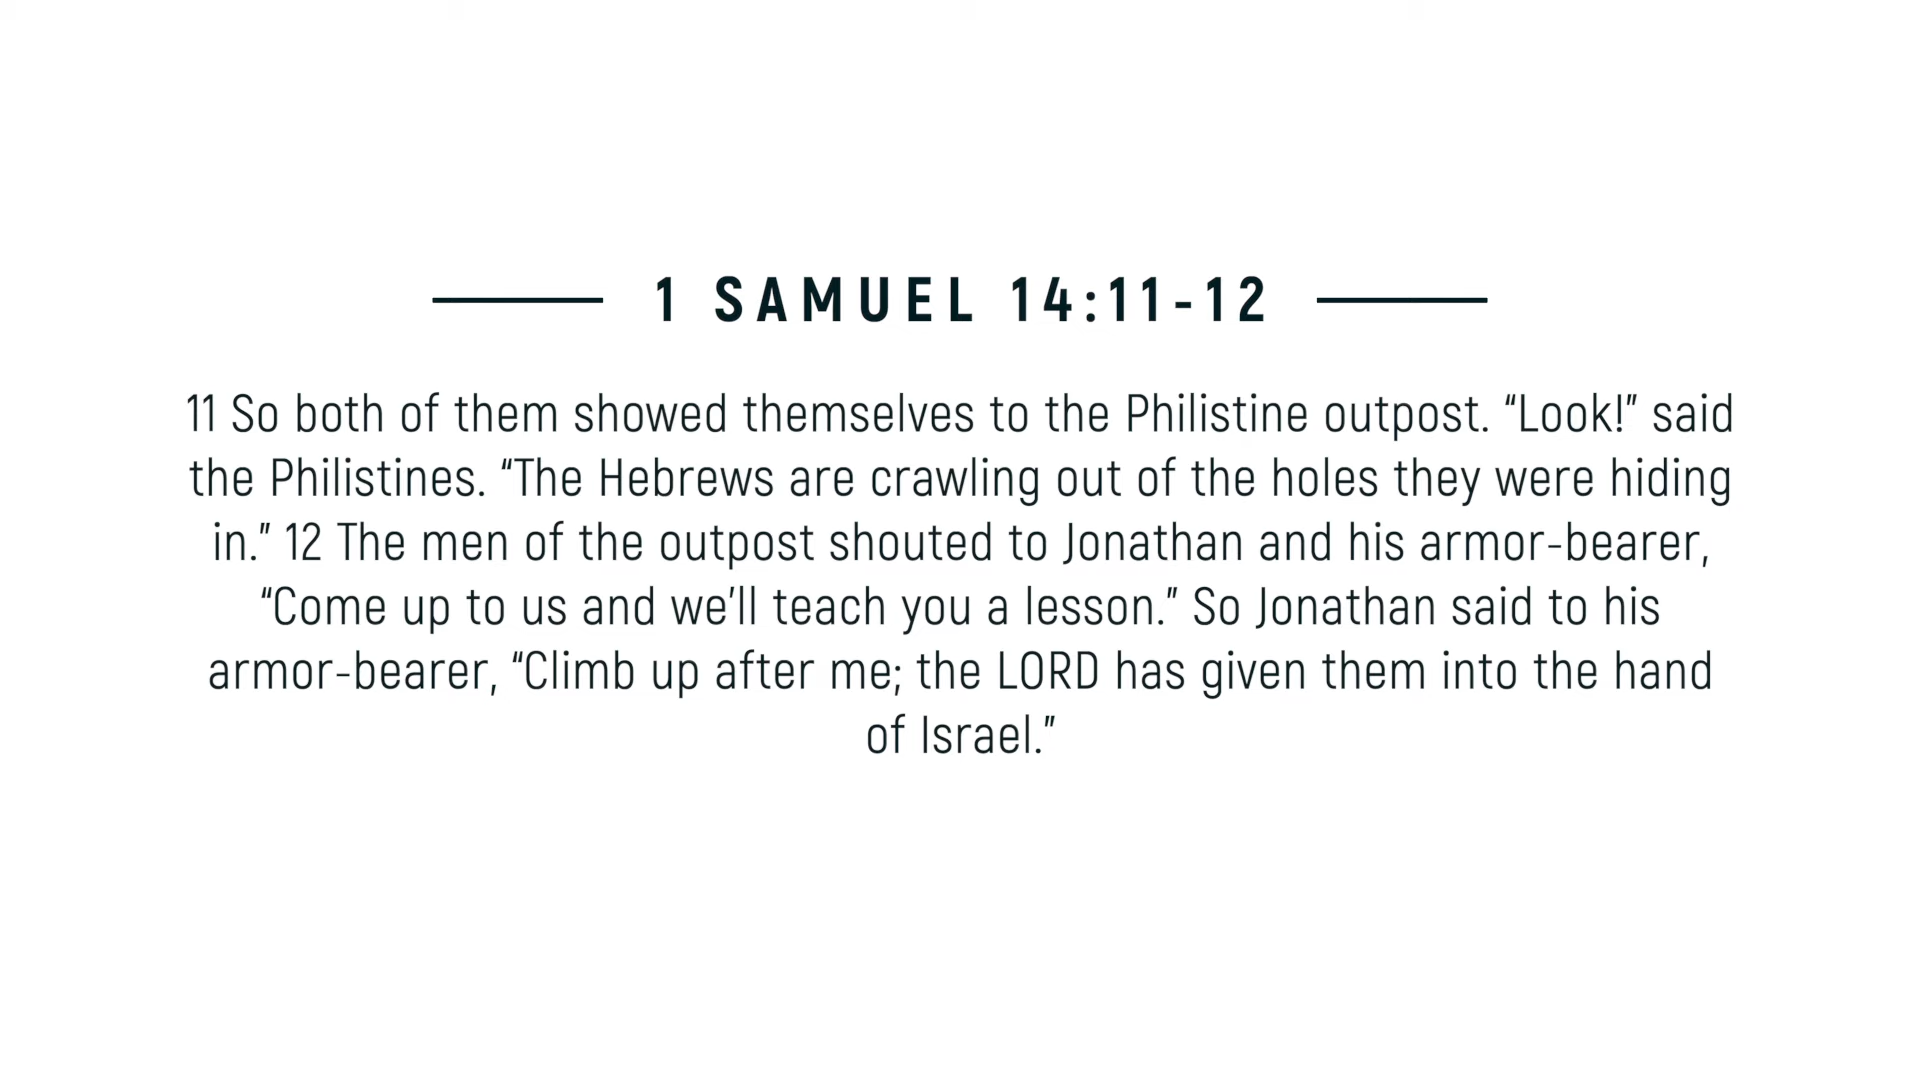 1 SAMUEL 14:11-12
11 So both of them showed themselves to the Philistine outpost. “Look!” said
the Philistines. “The Hebrews are crawling out of the holes they were hiding
in.” 12 The men of the outpost shouted to Jonathan and his armor-bearer,
“Come up to us and we’ll teach you a lesson.” So Jonathan said to his
armor-bearer, “Climb up after me; the LORD has given them into the hand
of Israel.”